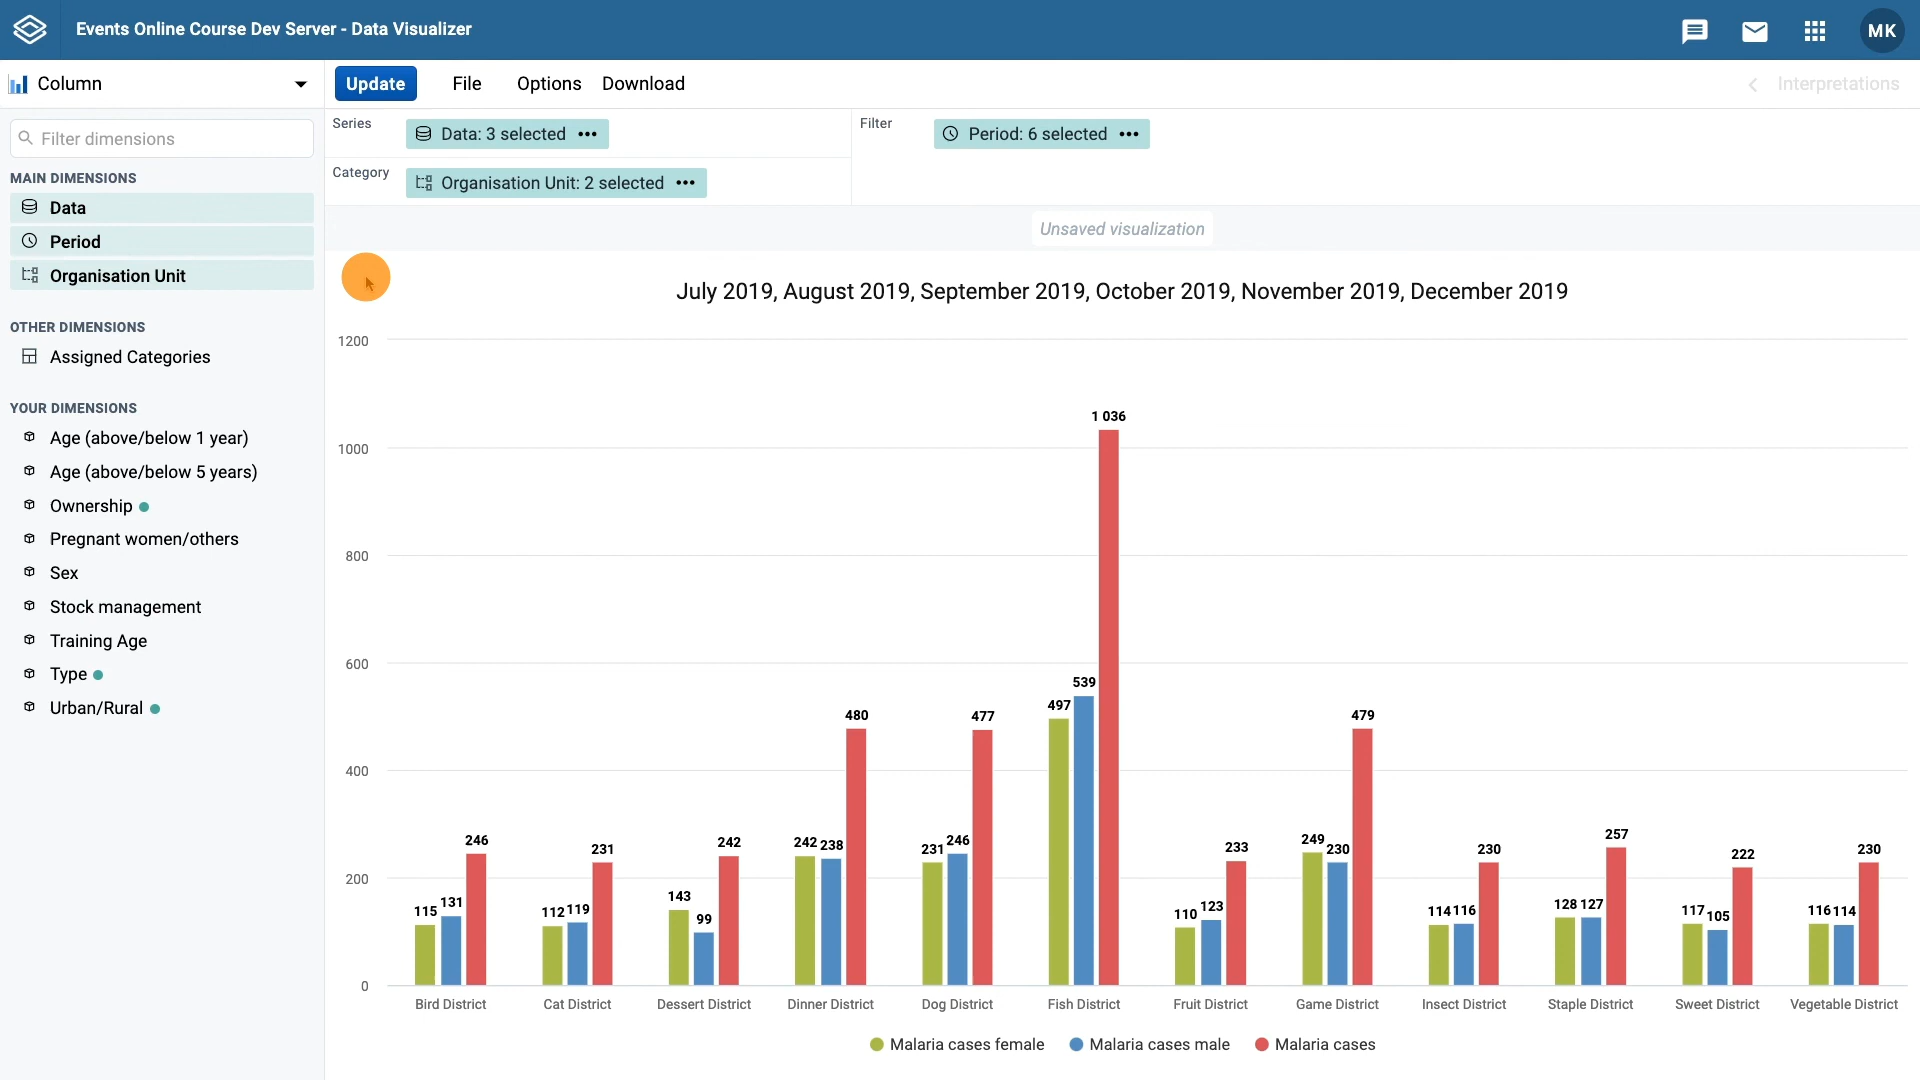 Events Online Course Dev Server - Data Visualizer
MK
Column
Update
File
Options
Download
Interpretations
Filter dimensions
MAIN DIMENSIONS
Data
Period
Organisation Unit
OTHER DIMENSIONS
Assigned Categories
YOUR DIMENSIONS
Age (above/below 1 year)
Age (above/below 5 years)
Ownership
Pregnant women/others
Sex
Stock management
Training Age
Type
Urban/Rural
Series
Data: 3 selected
Filter
Period: 6 selected
Category
Organisation Unit: 2 selected
Unsaved visualization
July 2019, August 2019, September 2019, October 2019, November 2019, December 2019
1200
1000
800
600
400
200
0
115 131 246
112 119 231
143 99 242
242 238 480
231 246 477
497 539 1 036
110 123 233
249 230 479
114 116 230
128 127 257
117 105 222
116 114 230
Bird District
Cat District
Dessert District
Dinner District
Dog District
Fish District
Fruit District
Game District
Insect District
Staple District
Sweet District
Vegetable District
Malaria cases female
Malaria cases male
Malaria cases